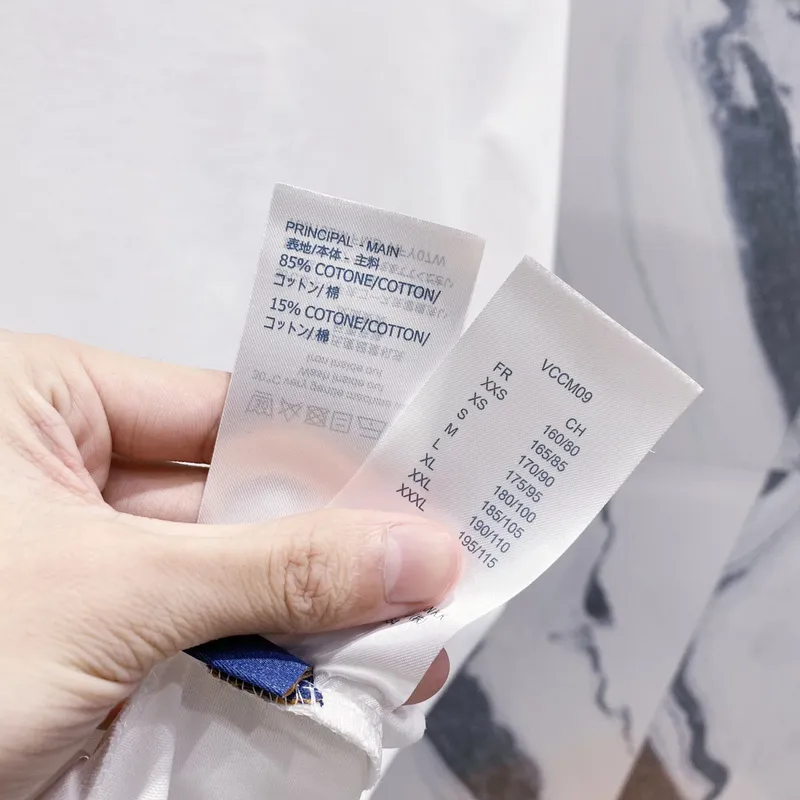 PRINCIPAL - MAIN
表地/本体 - 主料
85% COTONE/COTTON/
コットン/ 棉
15% COTONE/COTTON/
コットン/ 棉
VCCM09
FR CH
XXS 160/80
XS 165/85
S 170/90
M 175/95
L 180/100
XL 185/105
XXL 190/110
XXXL 195/115